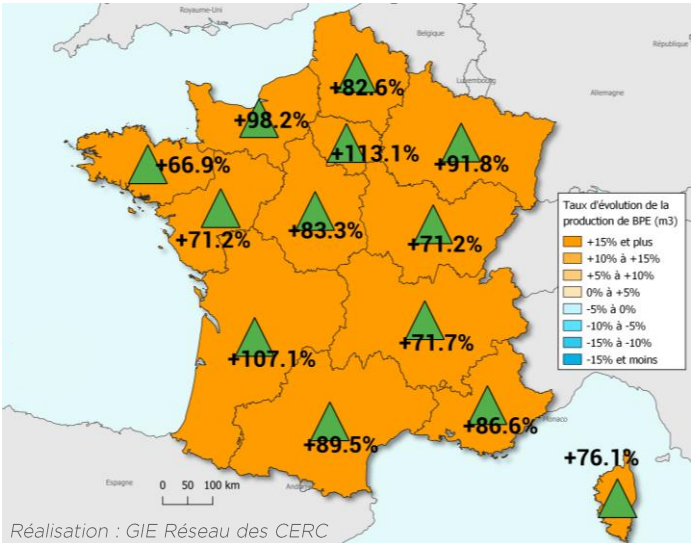 Royaume-Uni
Belgique
République
Luxembourg
Allemagne
+82.6%
+98.2%
+113.1%
+91.8%
+66.9%
+71.2%
+83.3%
+71.2%
Taux d'évolution de la
production de BPE (m3)
+15% et plus
+10% à +15%
+5% à +10%
0% à +5%
-5% à 0%
-10% à -5%
-15% à -10%
-15% et moins
+107.1%
+71.7%
+89.5%
+86.6%
Monaco
+76.1%
Espagne
0 50 100 km
Réalisation : GIE Réseau des CERC